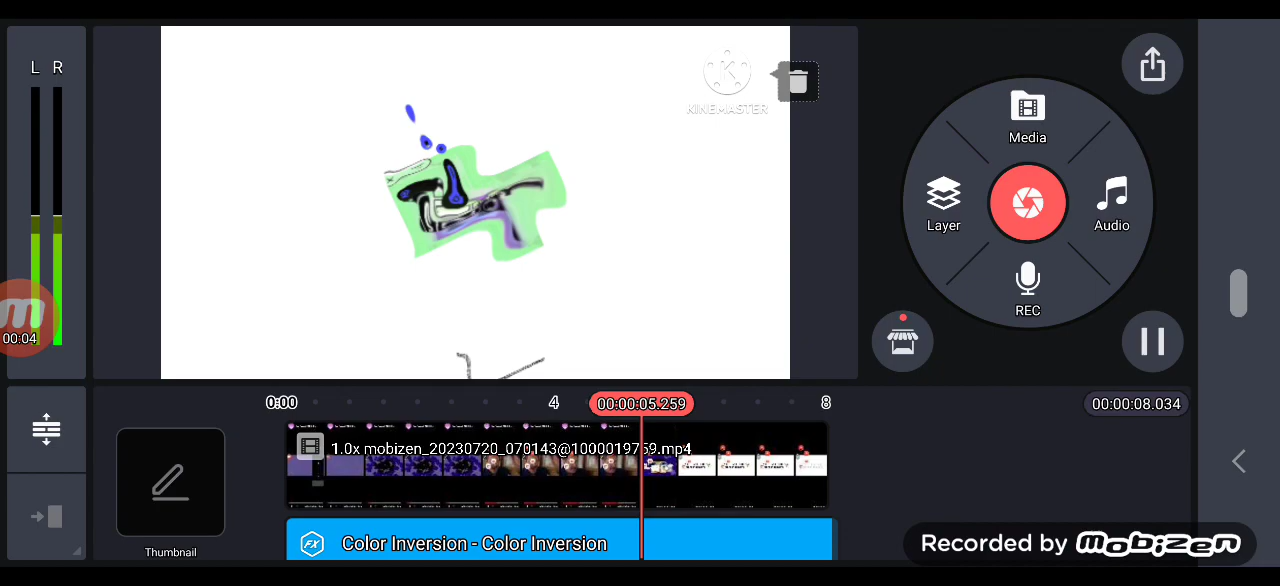 L R
KINEMASTER
Media
Layer
Audio
REC
00:04
0:00
4
00:00:05.259
8
00:00:08.034
1.0x mobizen_20230720_070143@1000019759.mp4
FX
Color Inversion - Color Inversion
Thumbnail
Recorded by mobizen